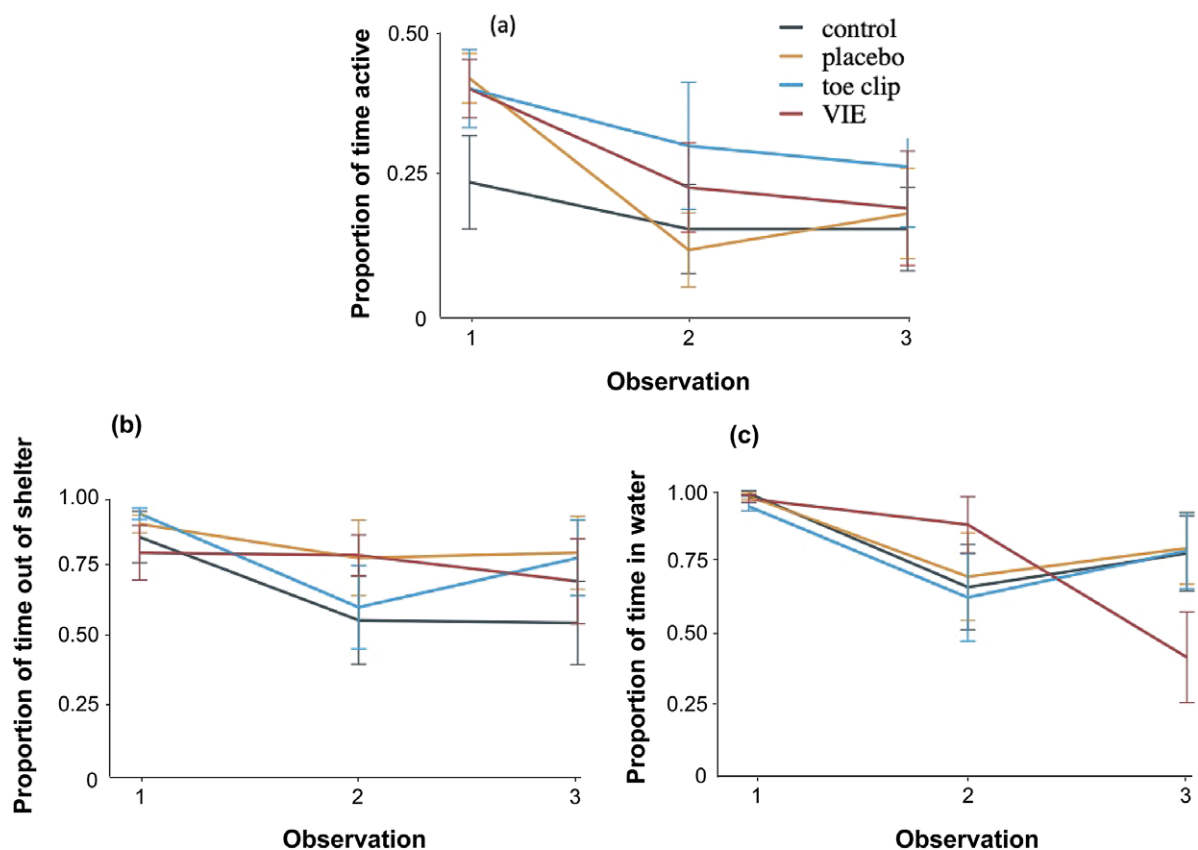 (a)
control
placebo
toe clip
VIE
Proportion of time active
0.50
0.25
0
1 2 3
Observation
(b)
Proportion of time out of shelter
1.00
0.75
0.50
0.25
0
1 2 3
Observation
(c)
Proportion of time in water
1.00
0.75
0.50
0.25
0
1 2 3
Observation